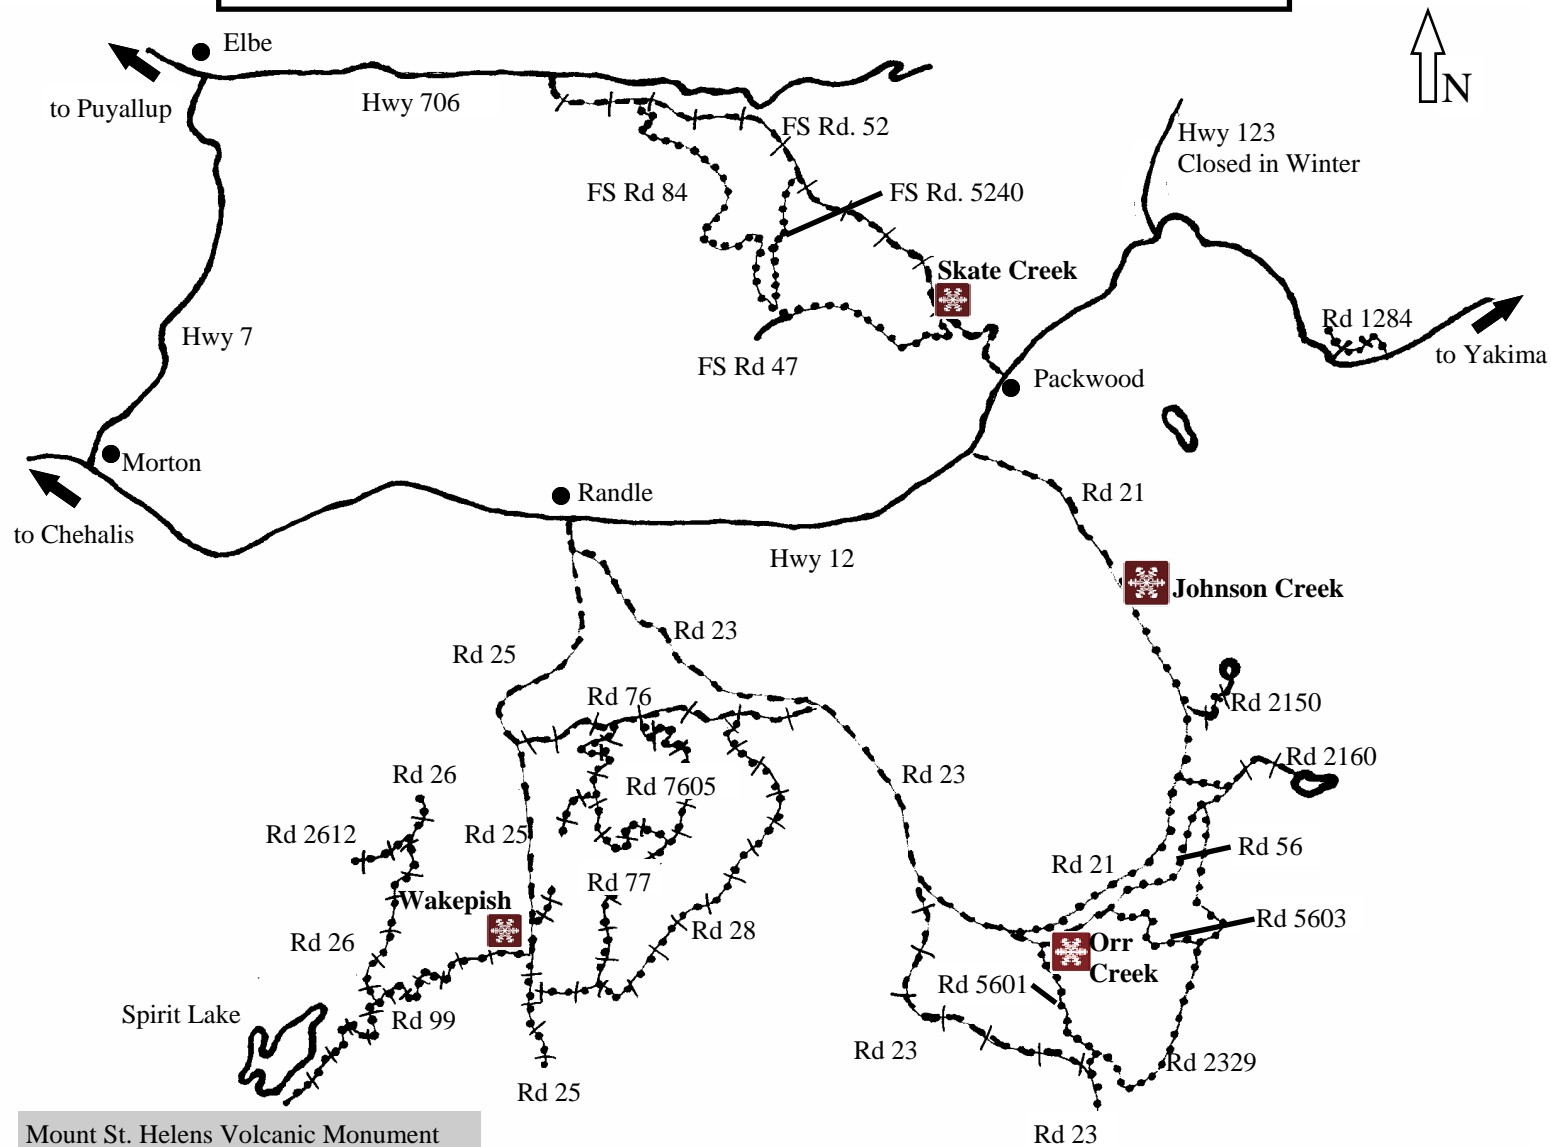 Elbe
to Puyallup
Hwy 706
N
FS Rd. 52
Hwy 123
Closed in Winter
FS Rd 84
FS Rd. 5240
Skate Creek
Hwy 7
Rd 1284
to Yakima
FS Rd 47
Packwood
Morton
Randle
Rd 21
to Chehalis
Hwy 12
Johnson Creek
Rd 23
Rd 25
Rd 76
Rd 2150
Rd 2160
Rd 26
Rd 7605
Rd 23
Rd 2612
Rd 25
Rd 56
Rd 21
Rd 77
Wakepish
Rd 5603
Rd 28
Rd 26
Orr
Creek
Rd 5601
Spirit Lake
Rd 99
Rd 23
Rd 2329
Rd 25
Mount St. Helens Volcanic Monument
Rd 23